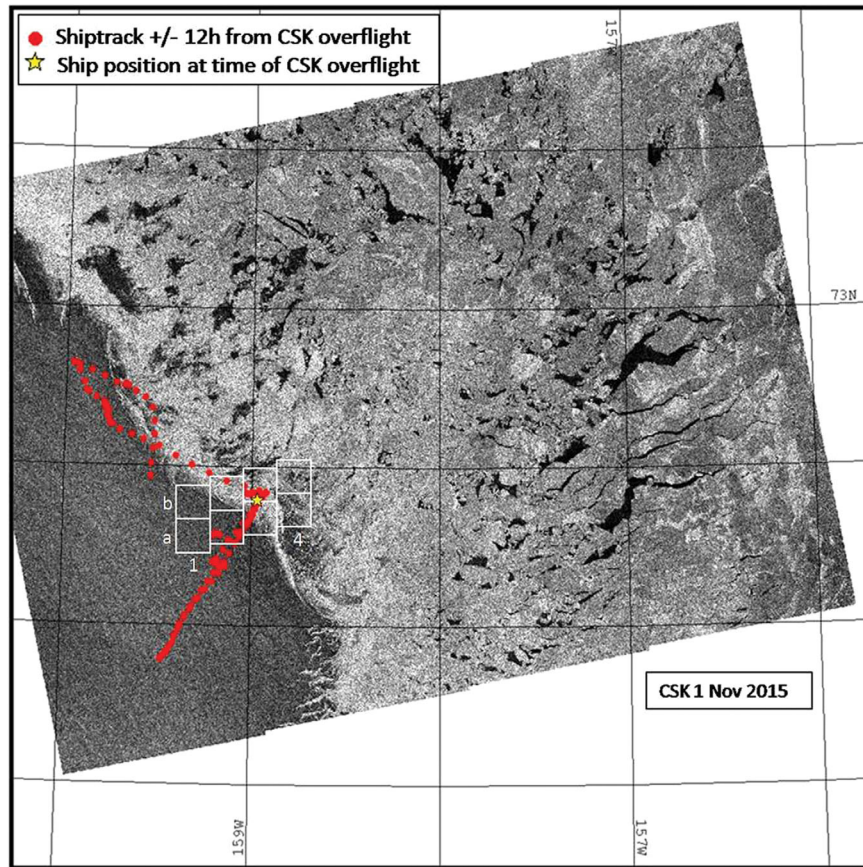 Shiptrack +/- 12h from CSK overflight
Ship position at time of CSK overflight
157W
73N
b
a
1
4
CSK 1 Nov 2015
159W
157W